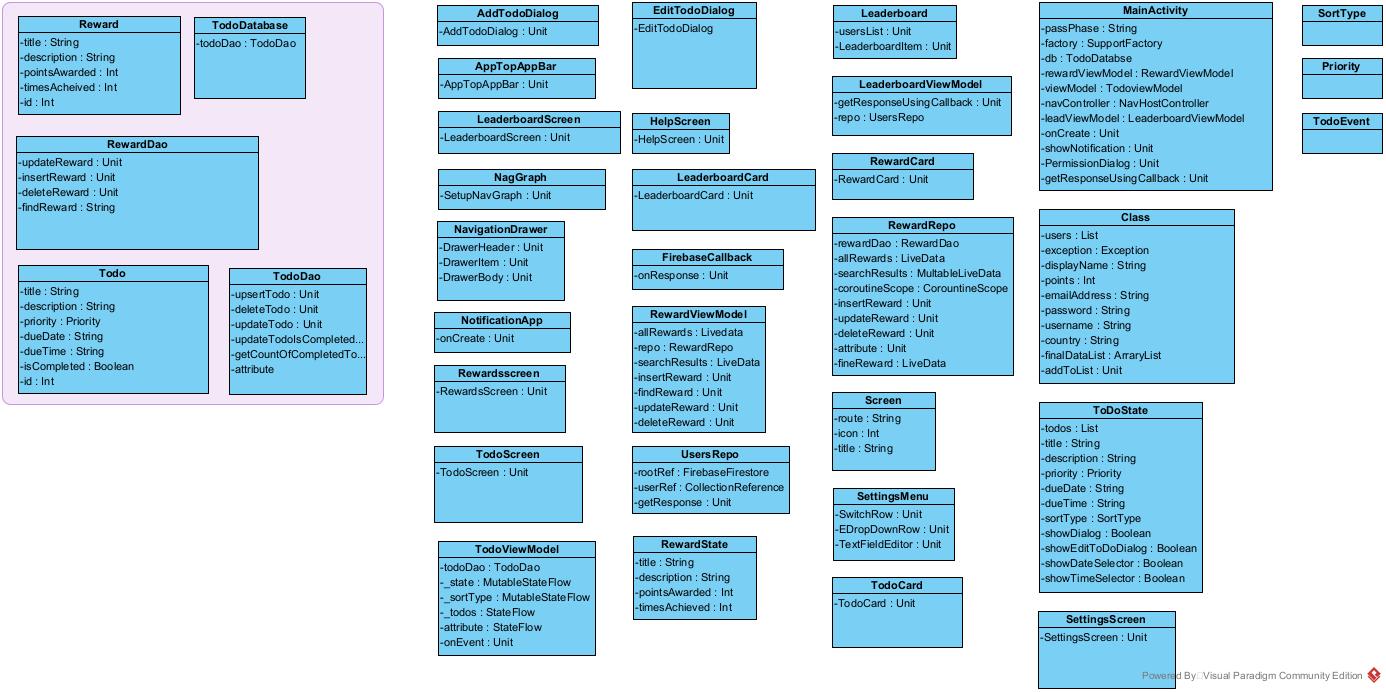 Reward
-title : String
-description : String
-pointsAwarded : Int
-timesAcheived : Int
-id : Int
TodoDatabase
-todoDao : TodoDao
RewardDao
-updateReward : Unit
-insertReward : Unit
-deleteReward : Unit
-findReward : String
Todo
-title : String
-description : String
-priority : Priority
-dueDate : String
-dueTime : String
-isCompleted : Boolean
-id : Int
TodoDao
-upsertTodo : Unit
-deleteTodo : Unit
-updateTodo : Unit
-updateTodoIsCompleted...
-getCountOfCompletedTo...
-attribute
AddTodoDialog
-AddTodoDialog : Unit
AppTopAppBar
-AppTopAppBar : Unit
LeaderboardScreen
-LeaderboardScreen : Unit
NagGraph
-SetupNavGraph : Unit
NavigationDrawer
-DrawerHeader : Unit
-DrawerItem : Unit
-DrawerBody : Unit
NotificationApp
-onCreate : Unit
Rewardsscreen
-RewardsScreen : Unit
TodoScreen
-TodoScreen : Unit
TodoViewModel
-todoDao : TodoDao
-_state : MutableStateFlow
-_sortType : MutableStateFlow
-_todos : StateFlow
-attribute : StateFlow
-onEvent : Unit
EditTodoDialog
-EditTodoDialog
HelpScreen
-HelpScreen : Unit
LeaderboardCard
-LeaderboardCard : Unit
FirebaseCallback
-onResponse : Unit
RewardViewModel
-allRewards : Livedata
-repo : RewardRepo
-searchResults : LiveData
-insertReward : Unit
-findReward : Unit
-updateReward : Unit
-deleteReward : Unit
UsersRepo
-rootRef : FirebaseFirestore
-userRef : CollectionReference
-getResponse : Unit
RewardState
-title : String
-description : String
-pointsAwarded : Int
-timesAchieved : Int
Leaderboard
-usersList : Unit
-LeaderboardItem : Unit
LeaderboardViewModel
-getResponseUsingCallback : Unit
-repo : UsersRepo
RewardCard
-RewardCard : Unit
RewardRepo
-rewardDao : RewardDao
-allRewards : LiveData
-searchResults : MultableLiveData
-coroutineScope : CorountineScope
-insertReward : Unit
-updateReward : Unit
-deleteReward : Unit
-attribute : Unit
-fineReward : LiveData
Screen
-route : String
-icon : Int
-title : String
SettingsMenu
-SwitchRow : Unit
-EDropDownRow : Unit
-TextFieldEditor : Unit
TodoCard
-TodoCard : Unit
MainActivity
-passPhase : String
-factory : SupportFactory
-db : TodoDatabse
-rewardViewModel : RewardViewModel
-viewModel : TodoviewModel
-navController : NavHostController
-leadViewModel : LeaderboardViewModel
-onCreate : Unit
-showNotification : Unit
-PermissionDialog : Unit
-getResponseUsingCallback : Unit
Class
-users : List
-exception : Exception
-displayName : String
-points : Int
-emailAddress : String
-password : String
-username : String
-country : String
-finalDataList : ArraryList
-addToList : Unit
ToDoState
-todos : List
-title : String
-description : String
-priority : Priority
-dueDate : String
-dueTime : String
-sortType : SortType
-showDialog : Boolean
-showEditToDoDialog : Boolean
-showDateSelector : Boolean
-showTimeSelector : Boolean
SettingsScreen
-SettingsScreen : Unit
SortType
Priority
TodoEvent
Powered By Visual Paradigm Community Edition